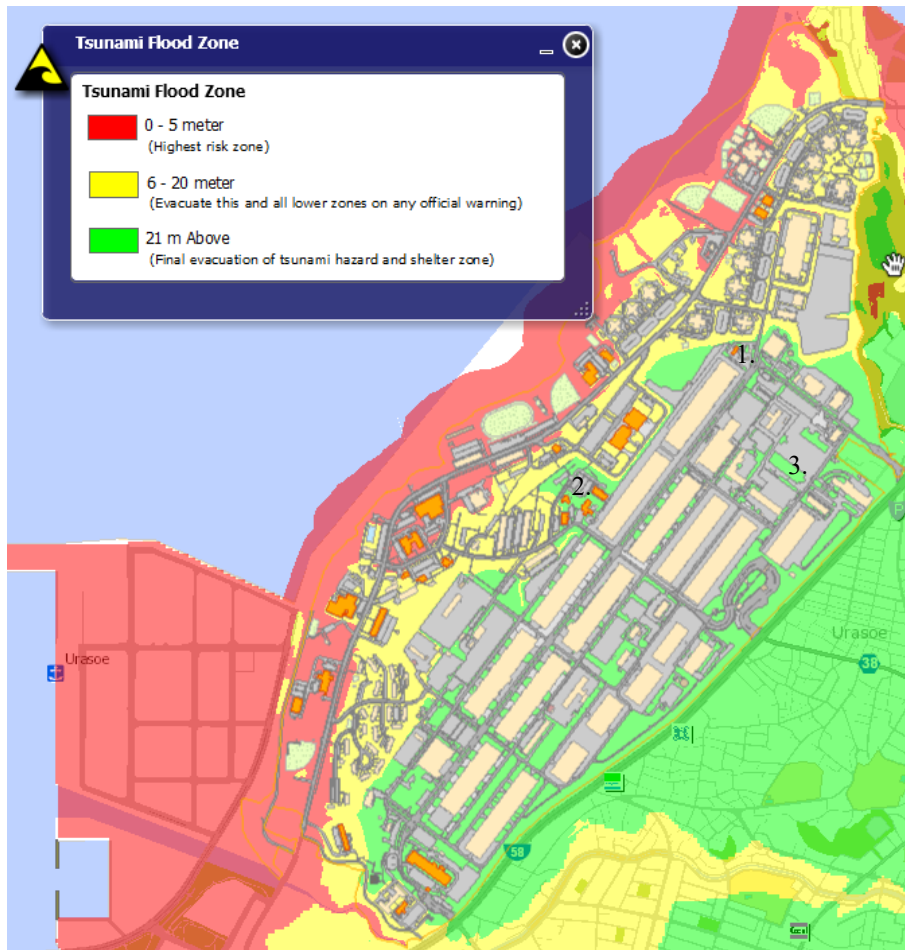 Tsunami Flood Zone
Tsunami Flood Zone
0 - 5 meter
(Highest risk zone)
6 - 20 meter
(Evacuate this and all lower zones on any official warning)
21 m Above
(Final evacuation of tsunami hazard and shelter zone)
1.
3.
2.
P
Urasoe
Urasoe
38
58